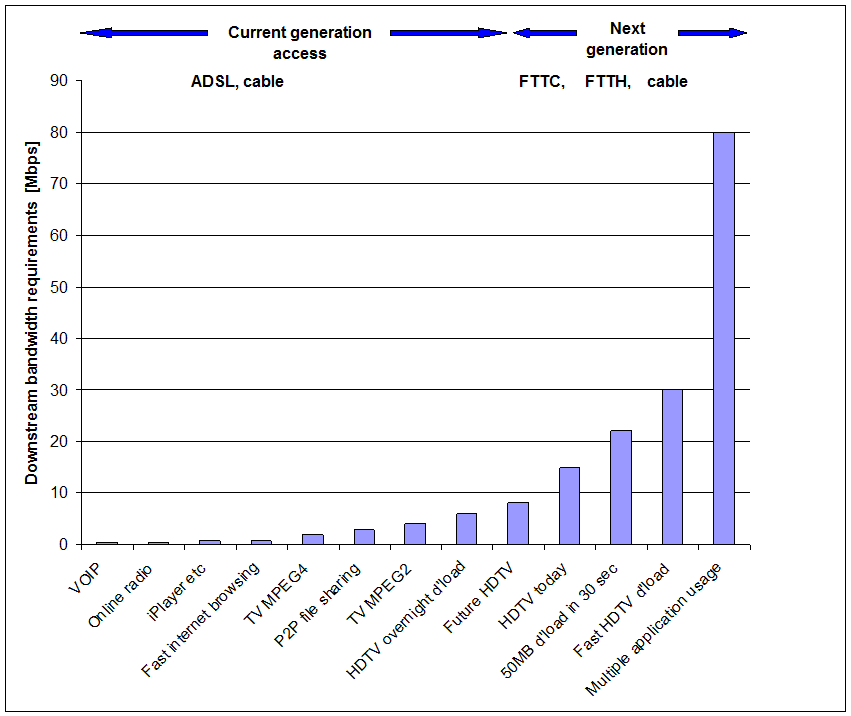 Current generation
access
Next
generation
ADSL, cable
FTTC, FTTH, cable
Downstream bandwidth requirements [Mbps]
90
80
70
60
50
40
30
20
10
0
VOIP
Online radio
iPlayer etc
Fast internet browsing
TV MPEG4
P2P file sharing
TV MPEG2
HDTV overnight d'load
Future HDTV
HDTV today
50MB d'load in 30 sec
Fast HDTV d'load
Multiple application usage